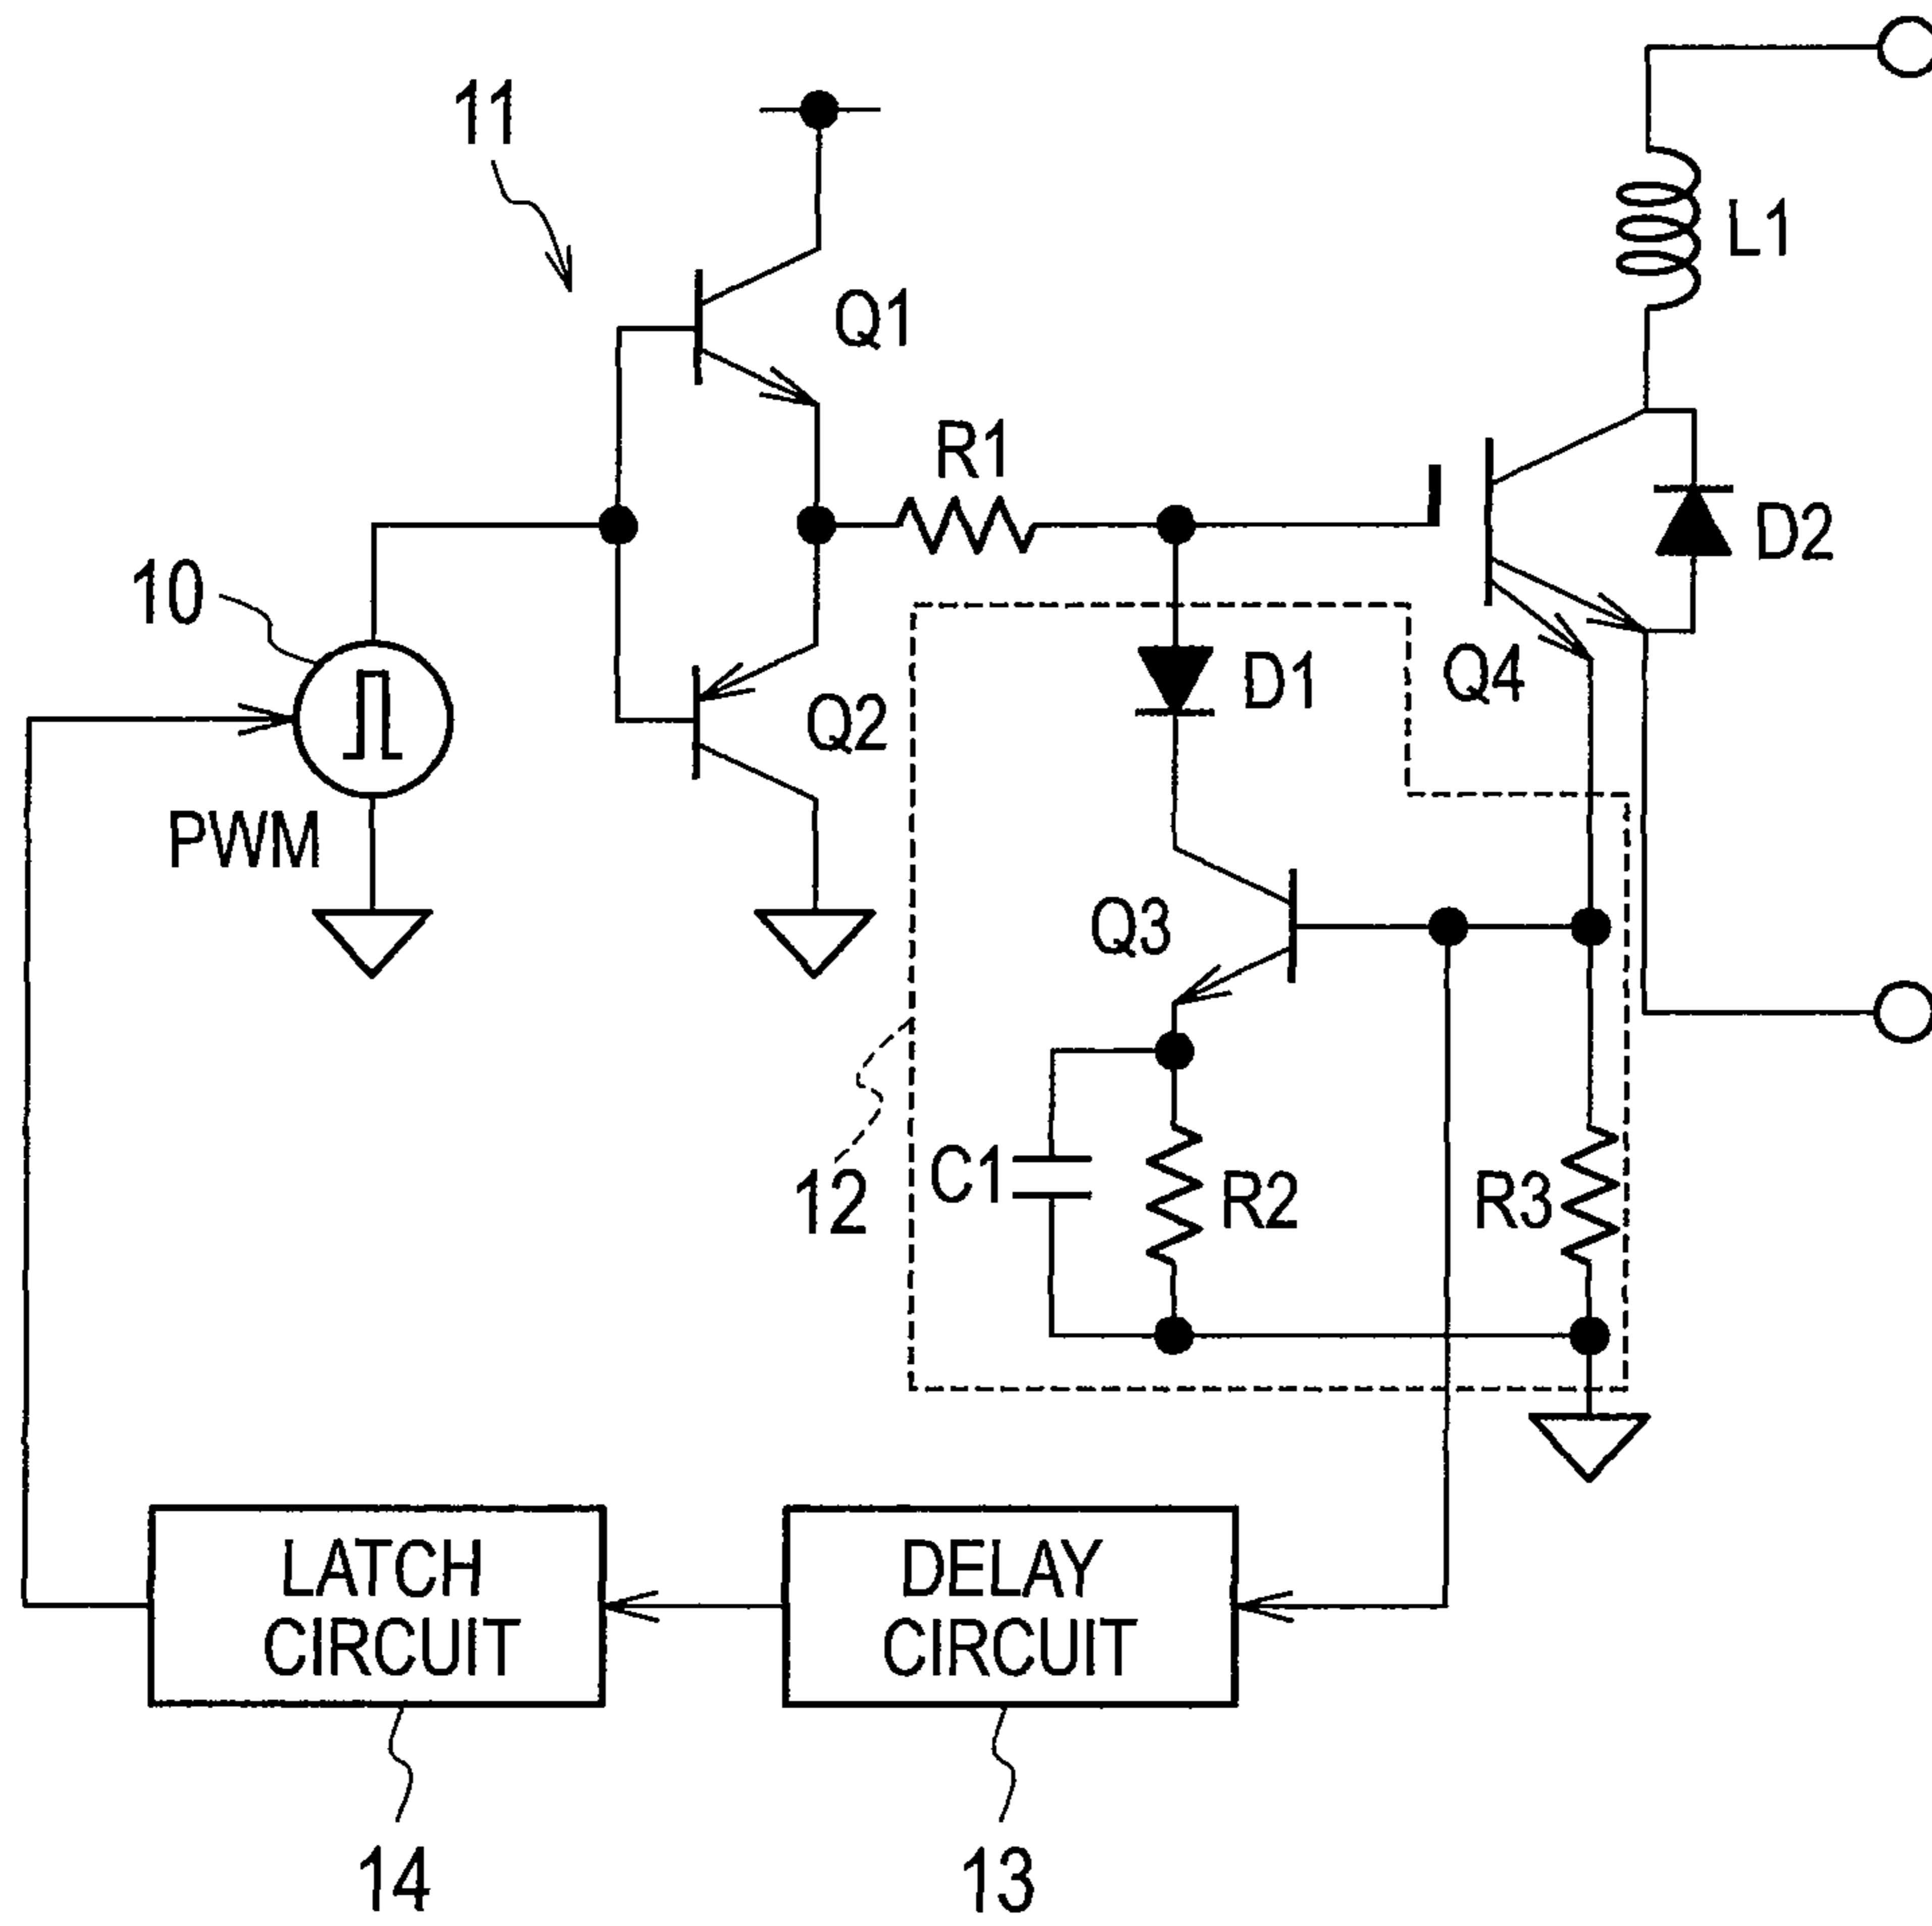 11
L1
Q1
R1
D2
10
D1
Q4
Q2
PWM
Q3
12
C1
R2
R3
LATCH
CIRCUIT
DELAY
CIRCUIT
14
13